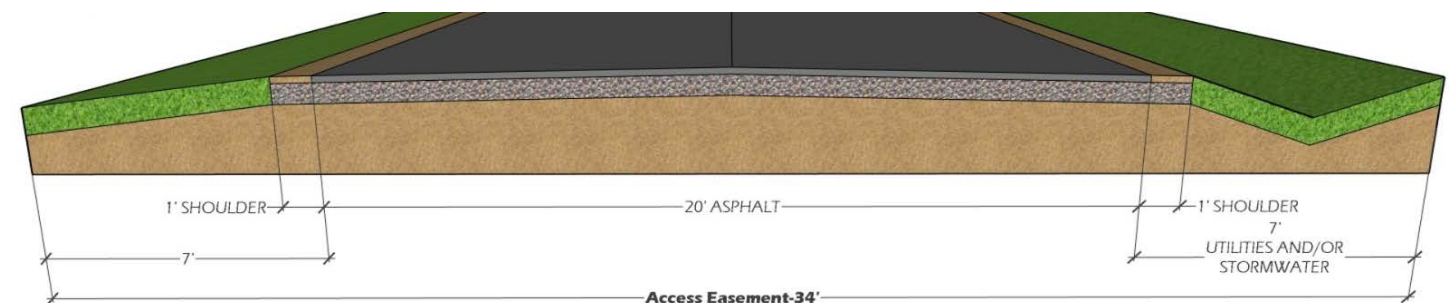 1' SHOULDER
20' ASPHALT
1' SHOULDER
7'
7'
UTILITIES AND/OR
STORMWATER
Access Easement-34'